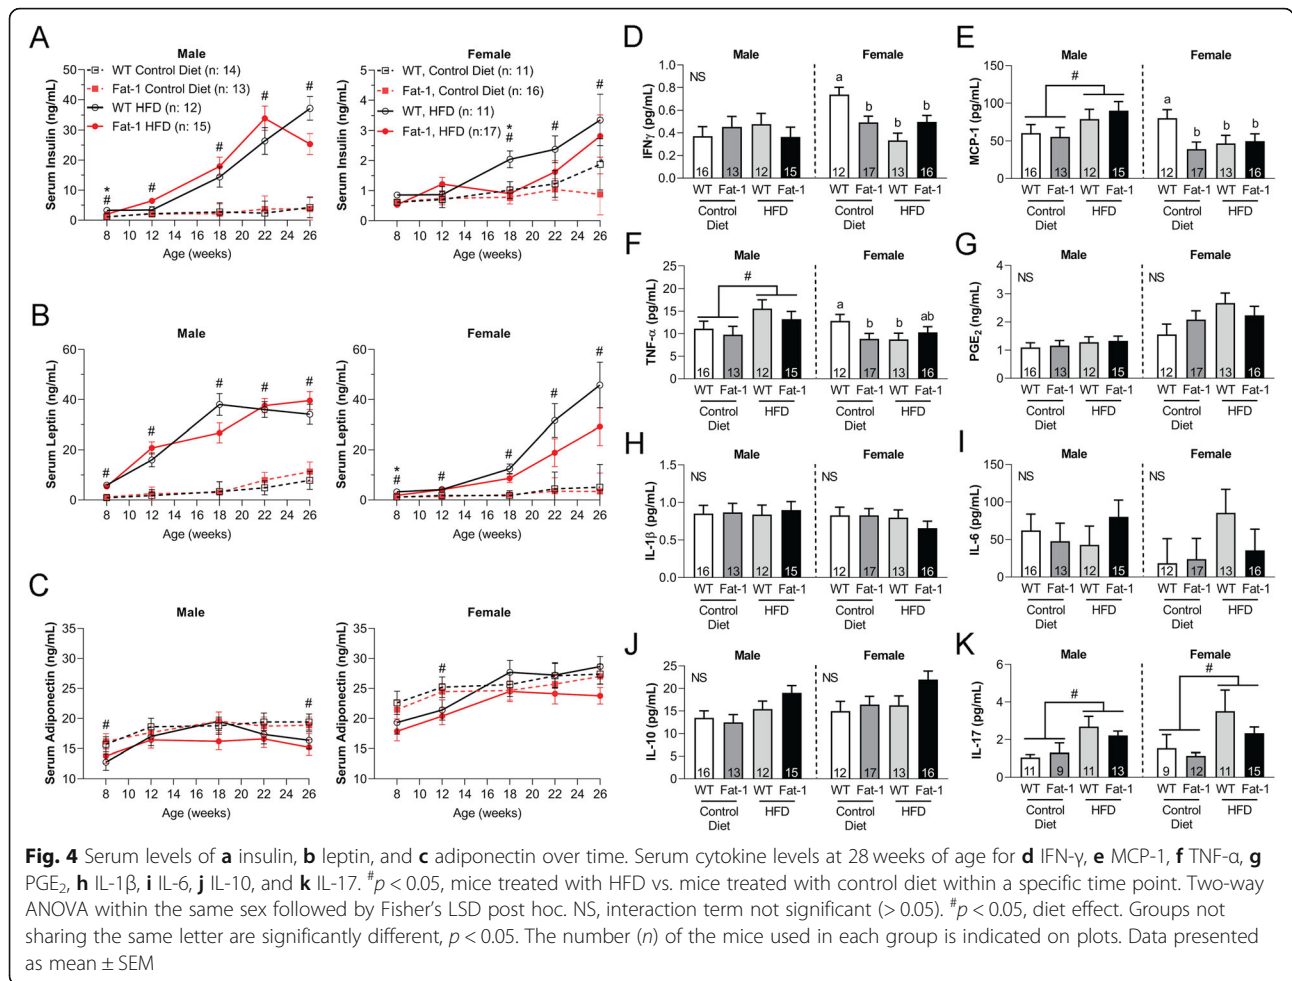 A
Male
WT Control Diet (n: 14)
Fat-1 Control Diet (n: 13)
WT HFD (n: 12)
Fat-1 HFD (n: 15)
Serum Insulin (ng/mL)
50
40
30
20
10
0
* # # # # #
8 10 12 14 16 18 20 22 24 26
Age (weeks)
Female
WT, Control Diet (n: 11)
Fat-1, Control Diet (n: 16)
WT, HFD (n: 11)
Fat-1, HFD (n:17)
Serum Insulin (ng/mL)
5
4
3
2
1
0
* # # #
8 10 12 14 16 18 20 22 24 26
Age (weeks)
B
Male
Serum Leptin (ng/mL)
60
40
20
0
# # # # #
8 10 12 14 16 18 20 22 24 26
Age (weeks)
Female
Serum Leptin (ng/mL)
60
40
20
0
* # # # # #
8 10 12 14 16 18 20 22 24 26
Age (weeks)
C
Male
Serum Adiponectin (ng/mL)
35
30
25
20
15
10
# #
8 10 12 14 16 18 20 22 24 26
Age (weeks)
Female
Serum Adiponectin (ng/mL)
35
30
25
20
15
10
#
8 10 12 14 16 18 20 22 24 26
Age (weeks)
D
Male Female
IFNγ (pg/mL)
1.0
0.8
0.6
0.4
0.2
0.0
NS
a b b b
16 13 12 15 12 17 13 16
WT Fat-1 WT Fat-1 WT Fat-1 WT Fat-1
Control Diet HFD Control Diet HFD
E
Male Female
MCP-1 (pg/mL)
150
100
50
0
#
a b b b
16 13 12 15 12 17 13 16
WT Fat-1 WT Fat-1 WT Fat-1 WT Fat-1
Control Diet HFD Control Diet HFD
F
Male Female
TNF-α (pg/mL)
25
20
15
10
5
0
#
a b b ab
16 13 12 15 12 17 12 16
WT Fat-1 WT Fat-1 WT Fat-1 WT Fat-1
Control Diet HFD Control Diet HFD
G
Male Female
PGE2 (ng/mL)
4
3
2
1
0
NS NS
16 13 12 15 12 17 13 16
WT Fat-1 WT Fat-1 WT Fat-1 WT Fat-1
Control Diet HFD Control Diet HFD
H
Male Female
IL-1β (pg/mL)
1.5
1.0
0.5
0.0
NS NS
16 13 12 15 12 17 13 16
WT Fat-1 WT Fat-1 WT Fat-1 WT Fat-1
Control Diet HFD Control Diet HFD
I
Male Female
IL-6 (pg/mL)
150
100
50
0
NS NS
16 13 12 15 12 17 13 16
WT Fat-1 WT Fat-1 WT Fat-1 WT Fat-1
Control Diet HFD Control Diet HFD
J
Male Female
IL-10 (pg/mL)
25
20
15
10
5
0
NS NS
16 13 12 15 12 17 13 16
WT Fat-1 WT Fat-1 WT Fat-1 WT Fat-1
Control Diet HFD Control Diet HFD
K
Male Female
IL-17 (pg/mL)
6
4
2
0
# #
11 9 11 13 9 12 11 15
WT Fat-1 WT Fat-1 WT Fat-1 WT Fat-1
Control Diet HFD Control Diet HFD
Fig. 4 Serum levels of a insulin, b leptin, and c adiponectin over time. Serum cytokine levels at 28 weeks of age for d IFN-γ, e MCP-1, f TNF-α, g
PGE2, h IL-1β, i IL-6, j IL-10, and k IL-17. #p < 0.05, mice treated with HFD vs. mice treated with control diet within a specific time point. Two-way
ANOVA within the same sex followed by Fisher's LSD post hoc. NS, interaction term not significant (> 0.05). #p < 0.05, diet effect. Groups not
sharing the same letter are significantly different, p < 0.05. The number (n) of the mice used in each group is indicated on plots. Data presented
as mean ± SEM